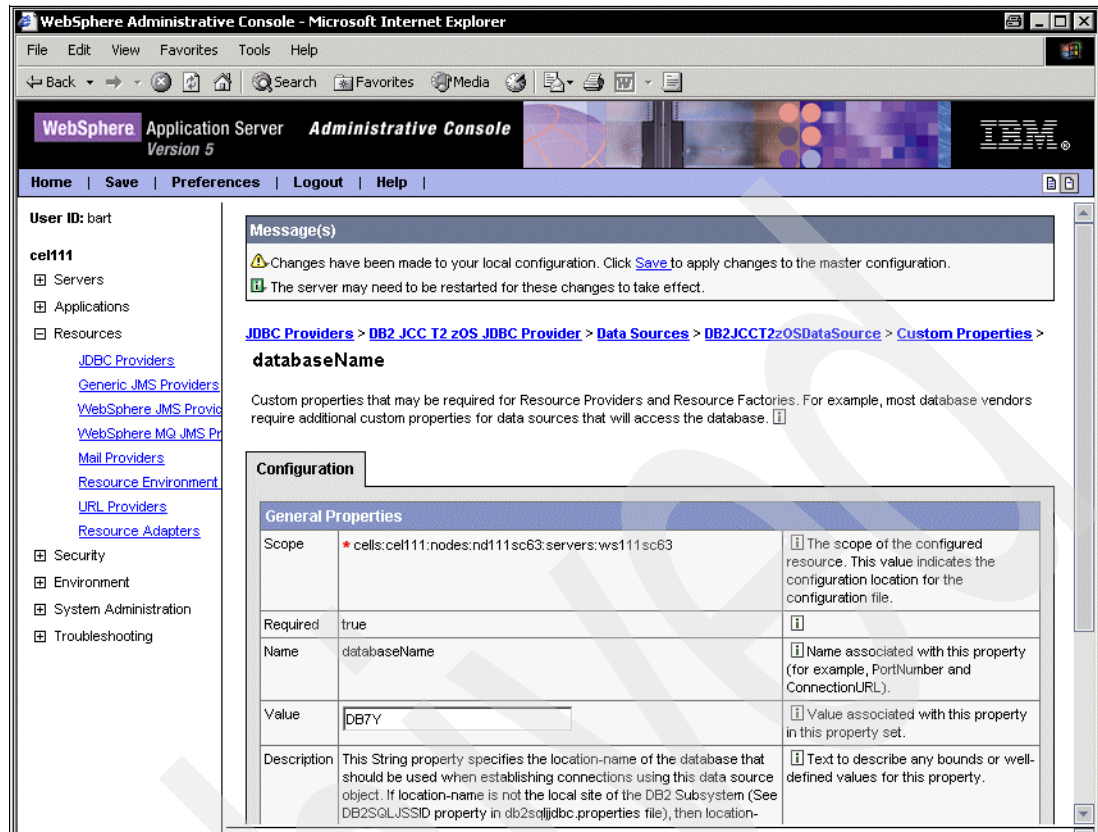 WebSphere Administrative Console - Microsoft Internet Explorer
File Edit View Favorites Tools Help
Back Search Favorites Media
WebSphere Application Server Administrative Console
Version 5
IBM®
Home | Save | Preferences | Logout | Help |
User ID: bart
cel111
Servers
Applications
Resources
JDBC Providers
Generic JMS Providers
WebSphere JMS Provid
WebSphere MQ JMS Pr
Mail Providers
Resource Environment
URL Providers
Resource Adapters
Security
Environment
System Administration
Troubleshooting
Message(s)
Changes have been made to your local configuration. Click Save to apply changes to the master configuration.
The server may need to be restarted for these changes to take effect.
JDBC Providers > DB2 JCC T2 zOS JDBC Provider > Data Sources > DB2JCCT2zOSDataSource > Custom Properties >
databaseName
Custom properties that may be required for Resource Providers and Resource Factories. For example, most database vendors
require additional custom properties for data sources that will access the database. i
Configuration
General Properties
Scope * cells:cel111:nodes:nd111sc63:servers:ws111sc63
i The scope of the configured
resource. This value indicates the
configuration location for the
configuration file.
Required true i
Name databaseName
i Name associated with this property
(for example, PortNumber and
ConnectionURL).
Value DB7Y
i Value associated with this property
in this property set.
Description This String property specifies the location-name of the database that
should be used when establishing connections using this data source
object. If location-name is not the local site of the DB2 Subsystem (See
DB2SQLJSSID property in db2sqljjdbc.properties file), then location-
i Text to describe any bounds or well-
defined values for this property.